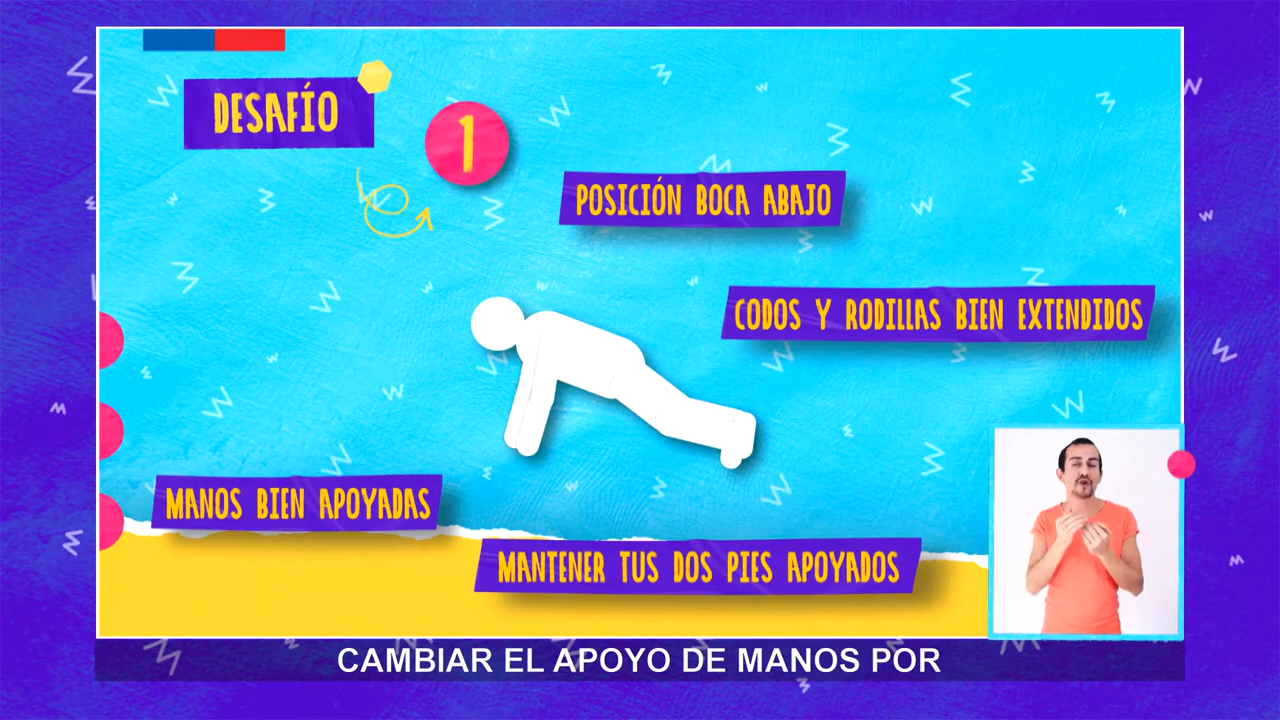 DESAFÍO
1
POSICIÓN BOCA ABAJO
CODOS Y RODILLAS BIEN EXTENDIDOS
MANOS BIEN APOYADAS
MANTENER TUS DOS PIES APOYADOS
CAMBIAR EL APOYO DE MANOS POR